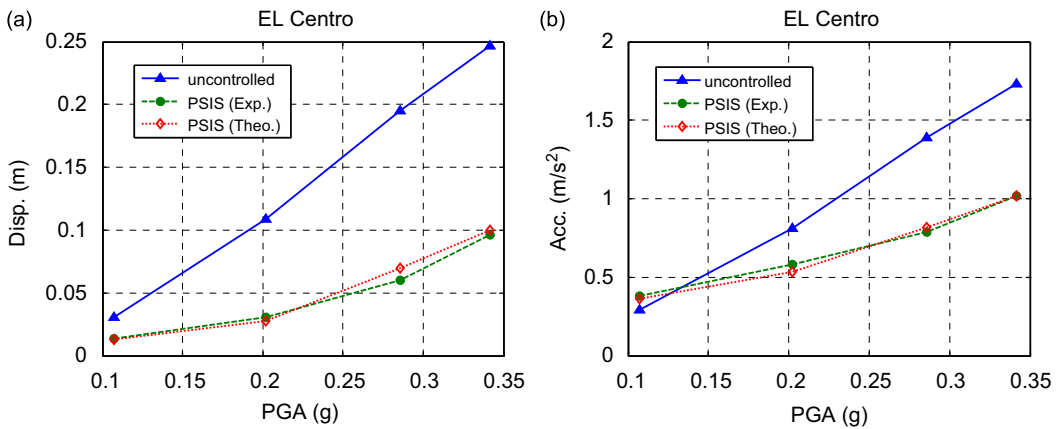 (a)
EL Centro
0.25
0.2
0.15
0.1
0.05
0
Disp. (m)
uncontrolled
PSIS (Exp.)
PSIS (Theo.)
0.1 0.15 0.2 0.25 0.3 0.35
PGA (g)
(b)
EL Centro
2
1.5
1
0.5
0
Acc. (m/s²)
uncontrolled
PSIS (Exp.)
PSIS (Theo.)
0.1 0.15 0.2 0.25 0.3 0.35
PGA (g)